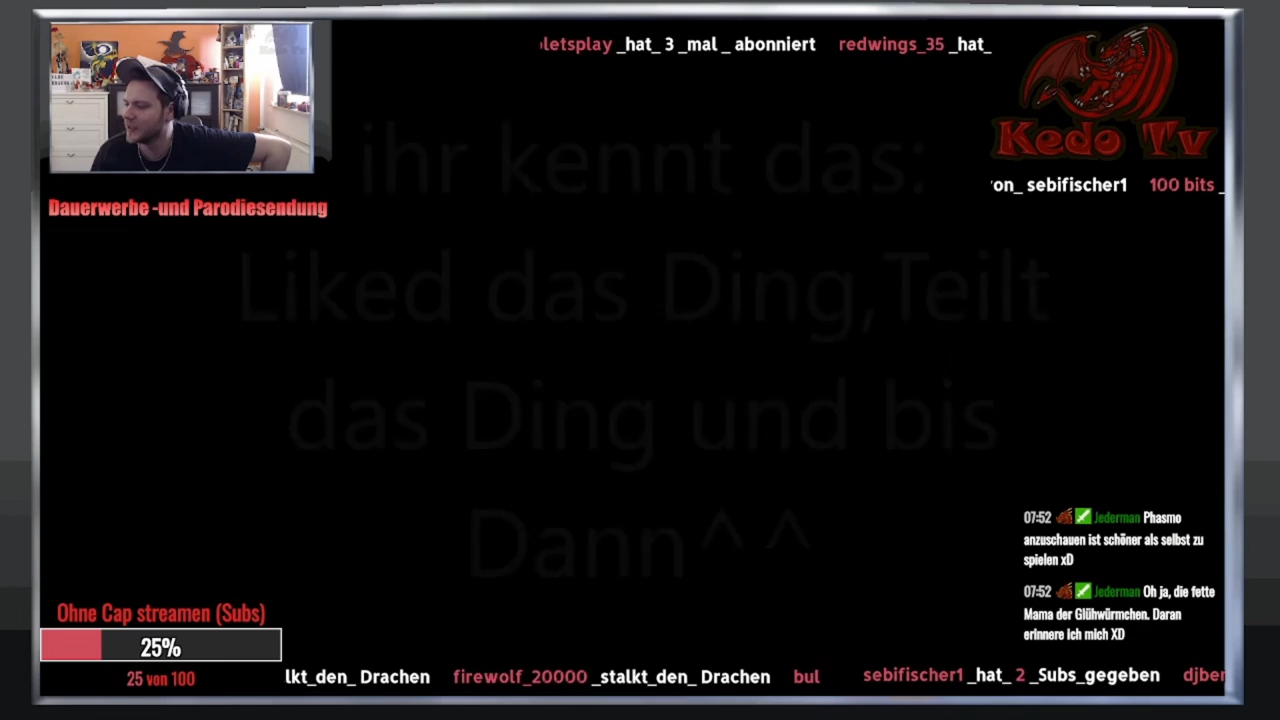 letsplay _hat_ 3 _mal _ abonniert redwings_35 _hat_
Kedo Tv
_ sebifischer1 100 bits _
Dauerwerbe -und Parodiesendung
ihr kennt das:
Liked das Ding,Teilt
das Ding und bis
Dann^^
07:52 Jederman Phasmo
anzuschauen ist schöner als selbst zu
spielen xD
07:52 Jederman Oh ja, die fette
Mama der Glühwürmchen. Daran
erinnere ich mich XD
Ohne Cap streamen (Subs)
25%
25 von 100
lkt_den_ Drachen firewolf_20000 _stalkt_den_ Drachen bul sebifischer1 _hat_ 2 _Subs_gegeben djber